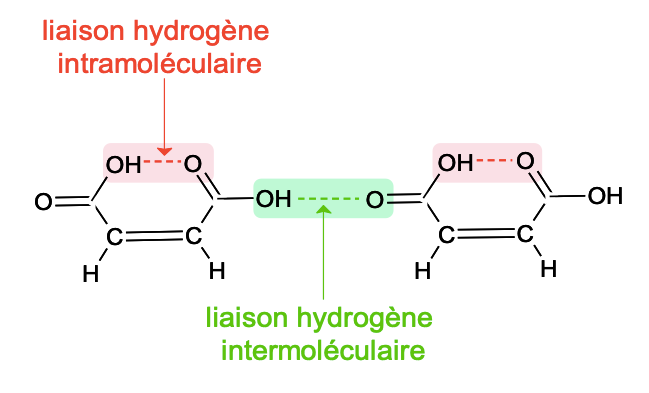 liaison hydrogène
intramoléculaire
OH O OH O
O OH O OH
C C C C
H H H H
liaison hydrogène
intermoléculaire